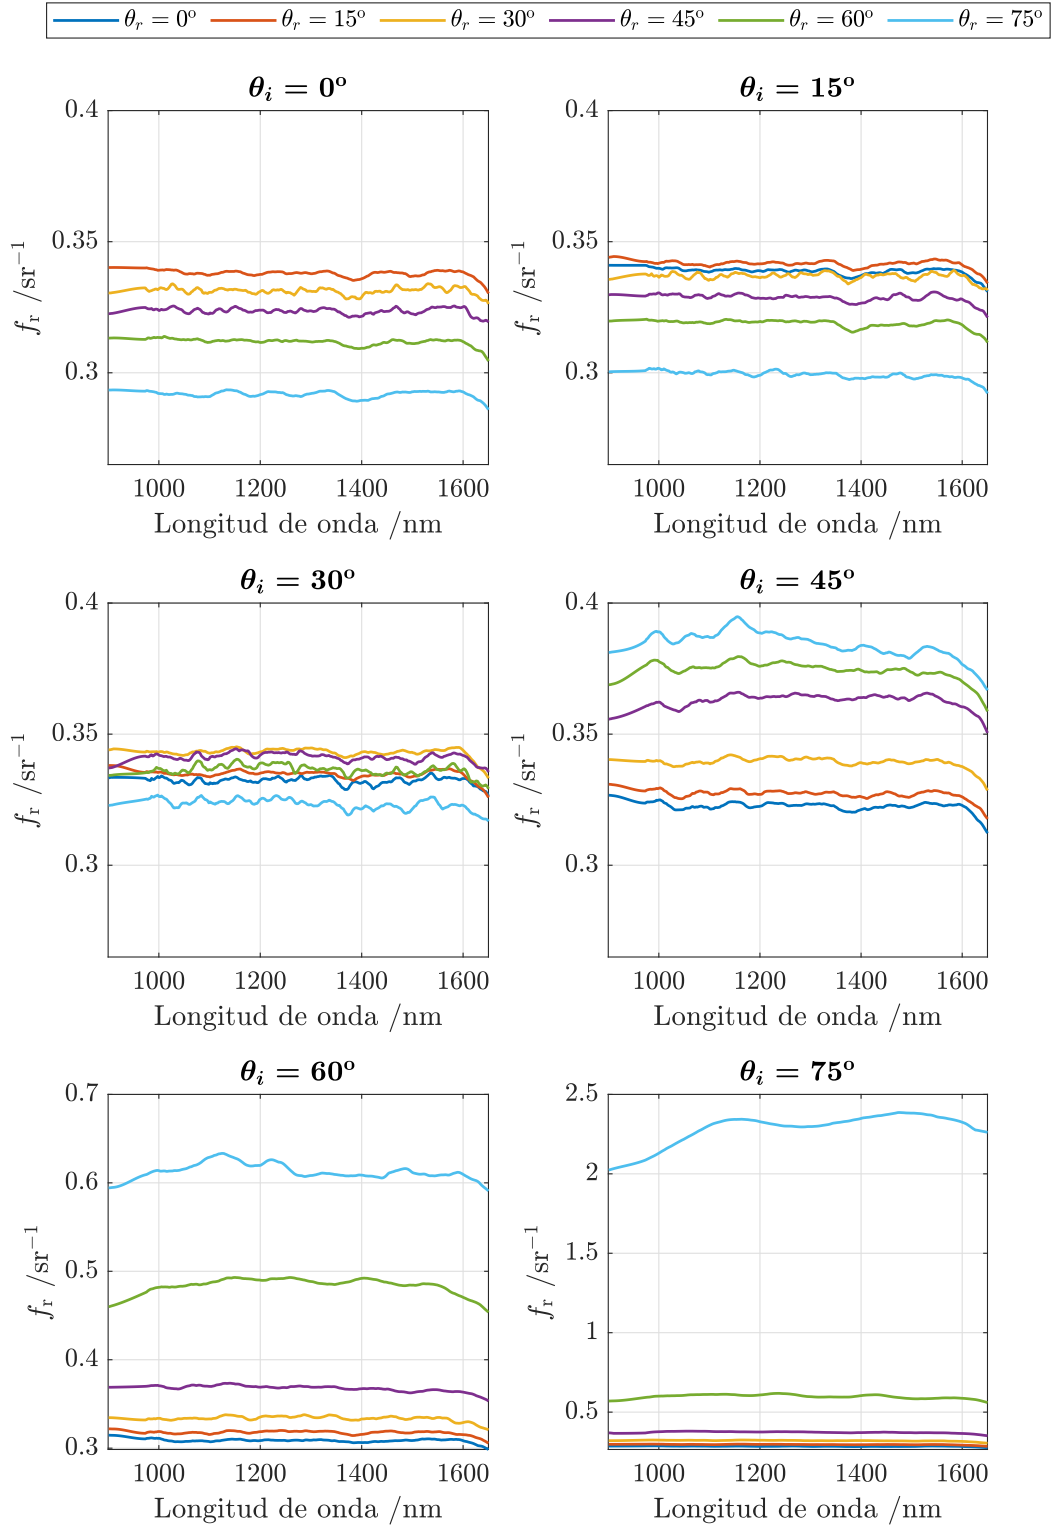 θr = 0º θr = 15º θr = 30º θr = 45º θr = 60º θr = 75º
θi = 0º
0.4
0.35
0.3
fr /sr−1
1000 1200 1400 1600
Longitud de onda /nm
θi = 15º
0.4
0.35
0.3
fr /sr−1
1000 1200 1400 1600
Longitud de onda /nm
θi = 30º
0.4
0.35
0.3
fr /sr−1
1000 1200 1400 1600
Longitud de onda /nm
θi = 45º
0.4
0.35
0.3
fr /sr−1
1000 1200 1400 1600
Longitud de onda /nm
θi = 60º
0.7
0.6
0.5
0.4
0.3
fr /sr−1
1000 1200 1400 1600
Longitud de onda /nm
θi = 75º
2.5
2
1.5
1
0.5
fr /sr−1
1000 1200 1400 1600
Longitud de onda /nm